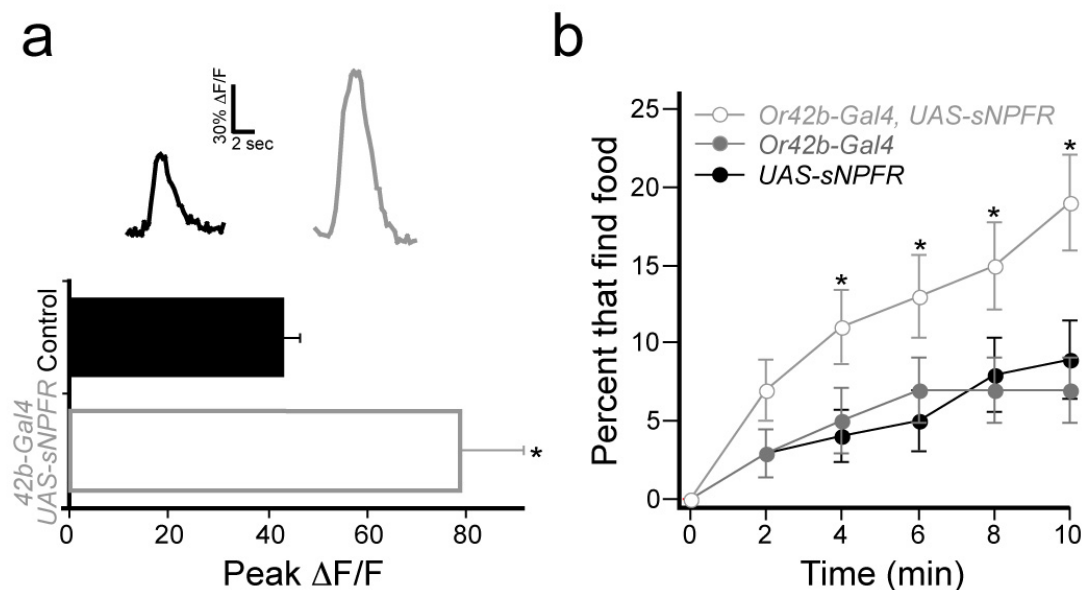 a
30% ΔF/F
2 sec
Control
42b-Gal4
UAS-sNPFR
*
0 20 40 60 80
Peak ΔF/F
b
Or42b-Gal4, UAS-sNPFR
Or42b-Gal4
UAS-sNPFR
* * * *
Percent that find food
25
20
15
10
5
0
0 2 4 6 8 10
Time (min)